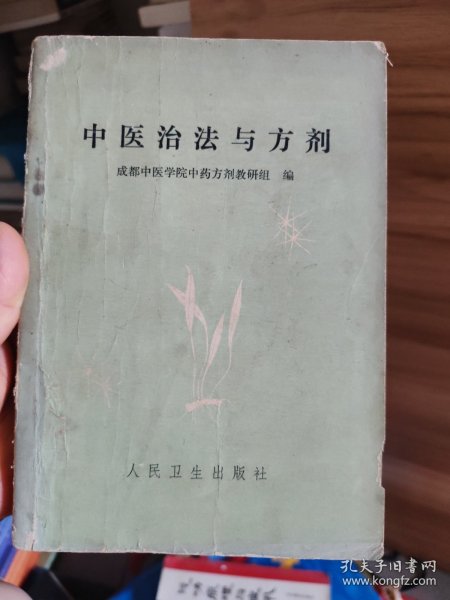 中医治法与方剂
成都中医学院中药方剂教研组 编
人民卫生出版社
孔夫子旧书网
www.kongfz.com